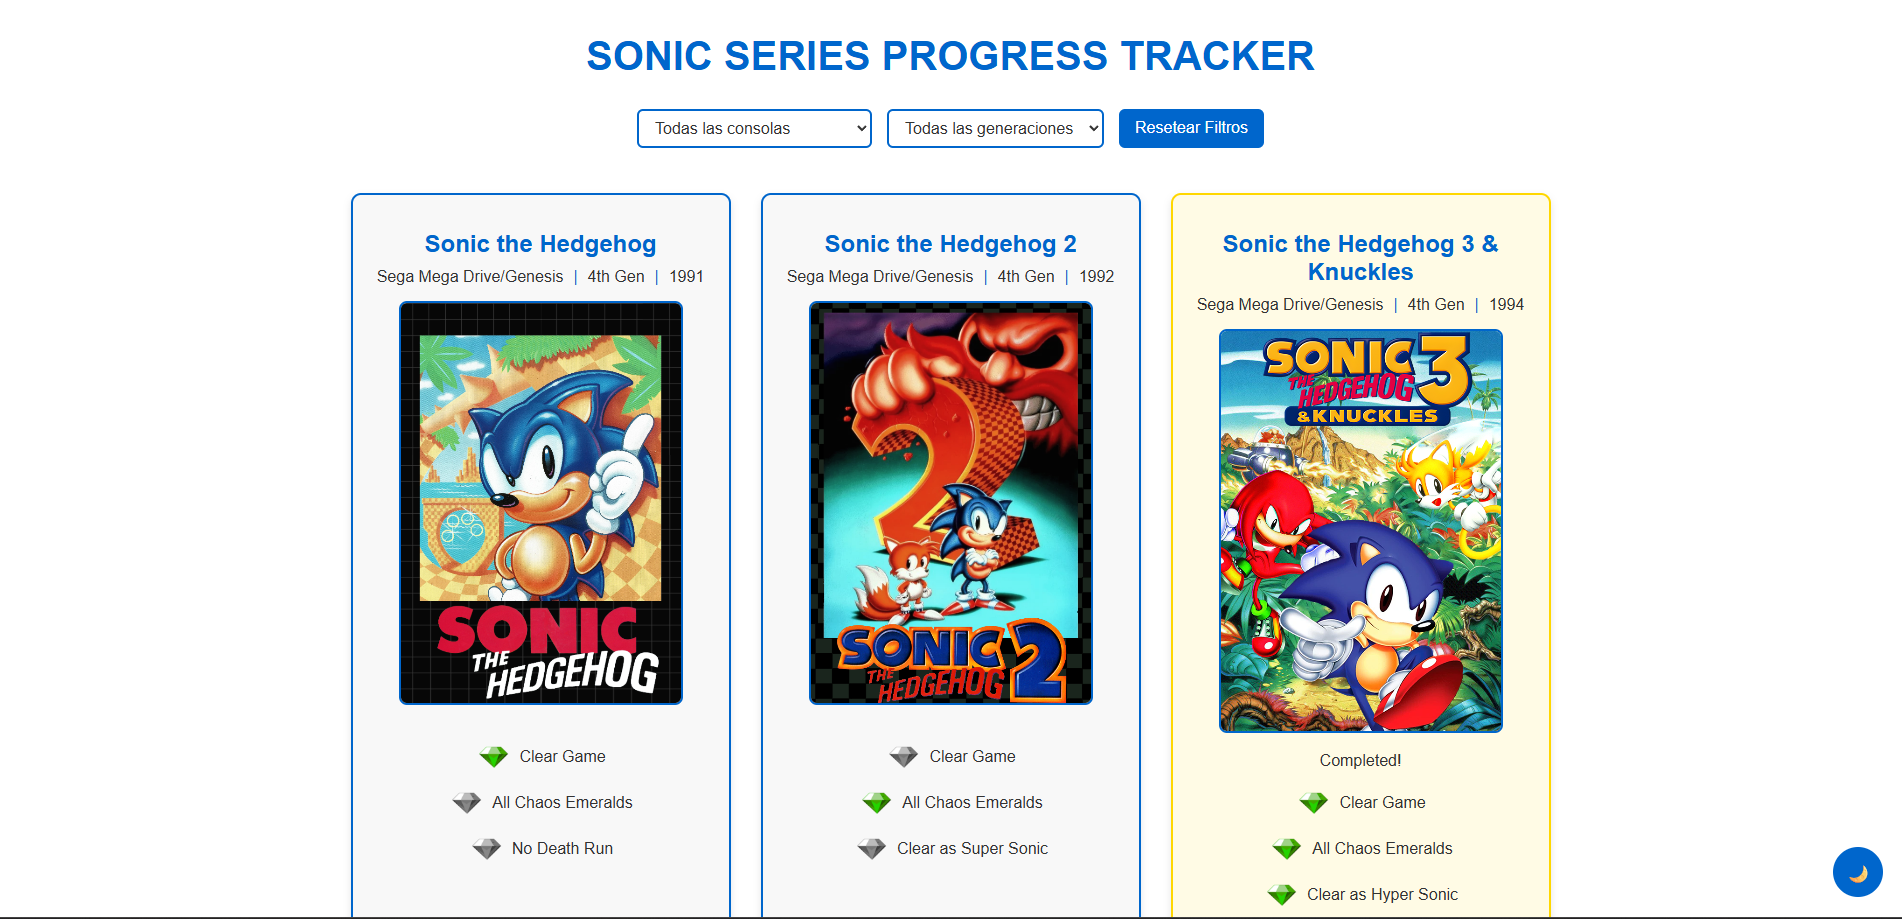 SONIC SERIES PROGRESS TRACKER
Todas las consolas
Todas las generaciones
Resetear Filtros
Sonic the Hedgehog
Sega Mega Drive/Genesis | 4th Gen | 1991
SONIC
THE
HEDGEHOG
Clear Game
All Chaos Emeralds
No Death Run
Sonic the Hedgehog 2
Sega Mega Drive/Genesis | 4th Gen | 1992
2
SONIC
THE
HEDGEHOG
2
Clear Game
All Chaos Emeralds
Clear as Super Sonic
Sonic the Hedgehog 3 &
Knuckles
Sega Mega Drive/Genesis | 4th Gen | 1994
SONIC 3
THE
HEDGEHOG
&KNUCKLES
Completed!
Clear Game
All Chaos Emeralds
Clear as Hyper Sonic